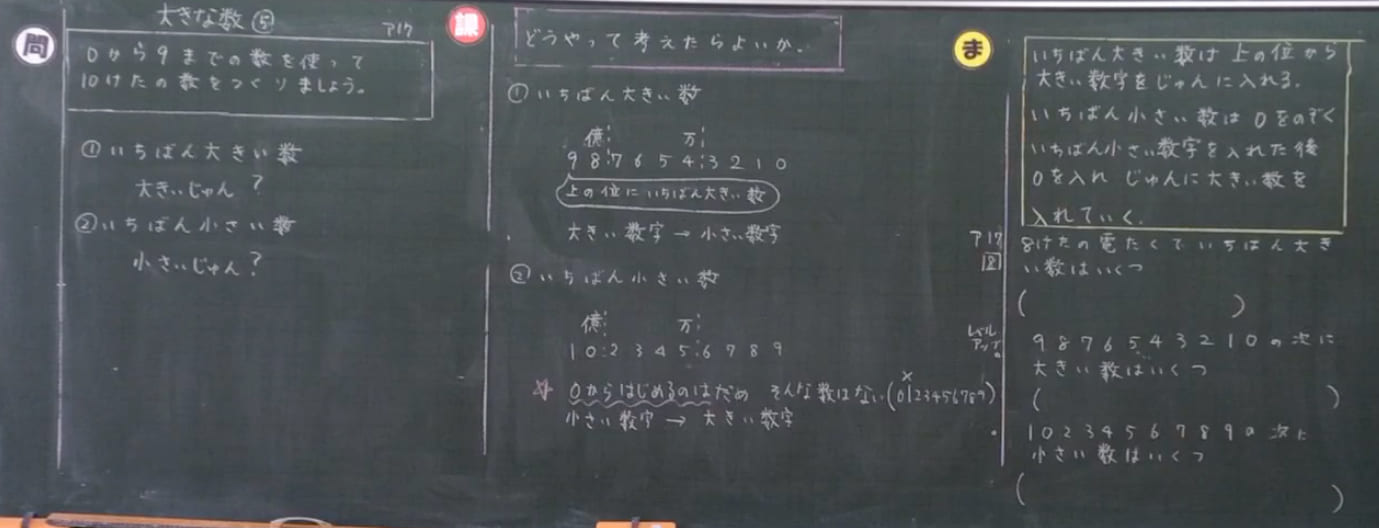 大きな数⑤
ア17
問
0から9までの数を使って
10けたの数をつくりましょう。
①いちばん大きい数
大きいじゅん?
②いちばん小さい数
小さいじゅん?
課
どうやって考えたらよいか.
①いちばん大きい数
億 万
9 8 7 6 5 4 3 2 1 0
上の位にいちばん大きい数
大きい数字→小さい数字
②いちばん小さい数
億 万
1 0 2 3 4 5 6 7 8 9
0からはじめるのはだめ そんな数はない(0123456789)
×
小さい数字→大きい数字
ま
いちばん大きい数は上の位から
大きい数字をじゅんに入れる.
いちばん小さい数は0をのぞく
いちばん小さい数字を入れた後
0を入れ じゅんに大きい数を
入れていく.
ア17
8けたの電たくでいちばん大き
い数はいくつ
( )
レベル
アップ
9 8 7 6 5 4 3 2 1 0の次に
大きい数はいくつ
( )
1 0 2 3 4 5 6 7 8 9の次に
小さい数はいくつ
( )